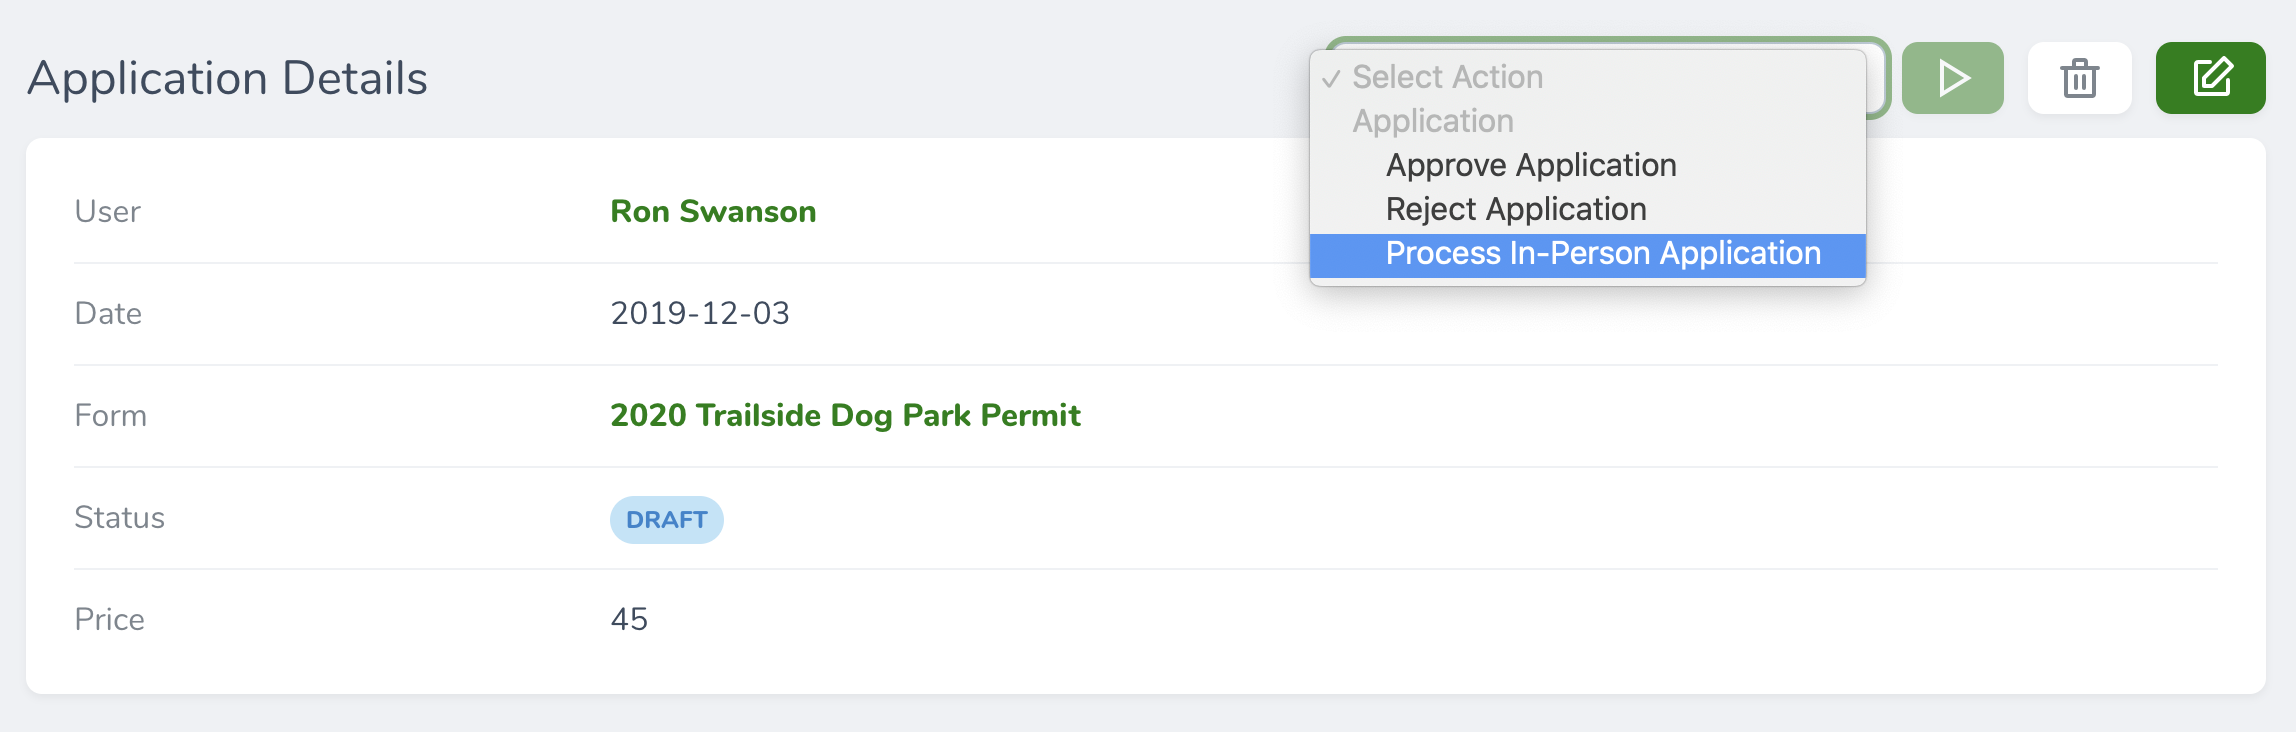 Application Details
✓ Select Action
Application
Approve Application
Reject Application
Process In-Person Application
User Ron Swanson
Date 2019-12-03
Form 2020 Trailside Dog Park Permit
Status DRAFT
Price 45